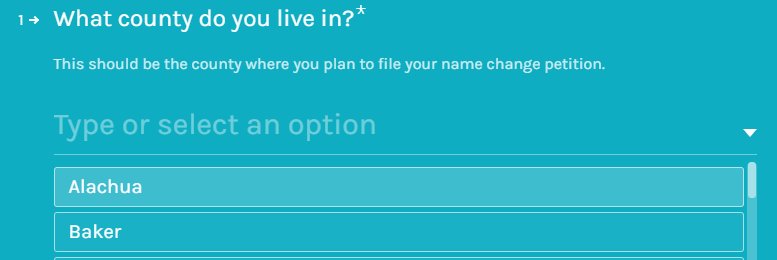 1 → What county do you live in?*
This should be the county where you plan to file your name change petition.
Type or select an option
Alachua
Baker